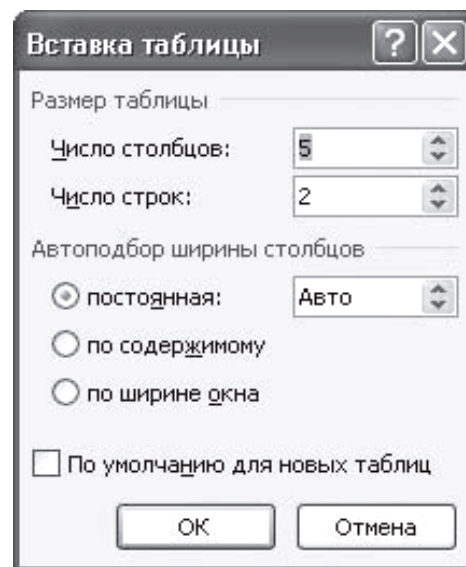 Вставка таблицы
Размер таблицы
Число столбцов: 5
Число строк: 2
Автоподбор ширины столбцов
постоянная: Авто
по содержимому
по ширине окна
По умолчанию для новых таблиц
ОК Отмена